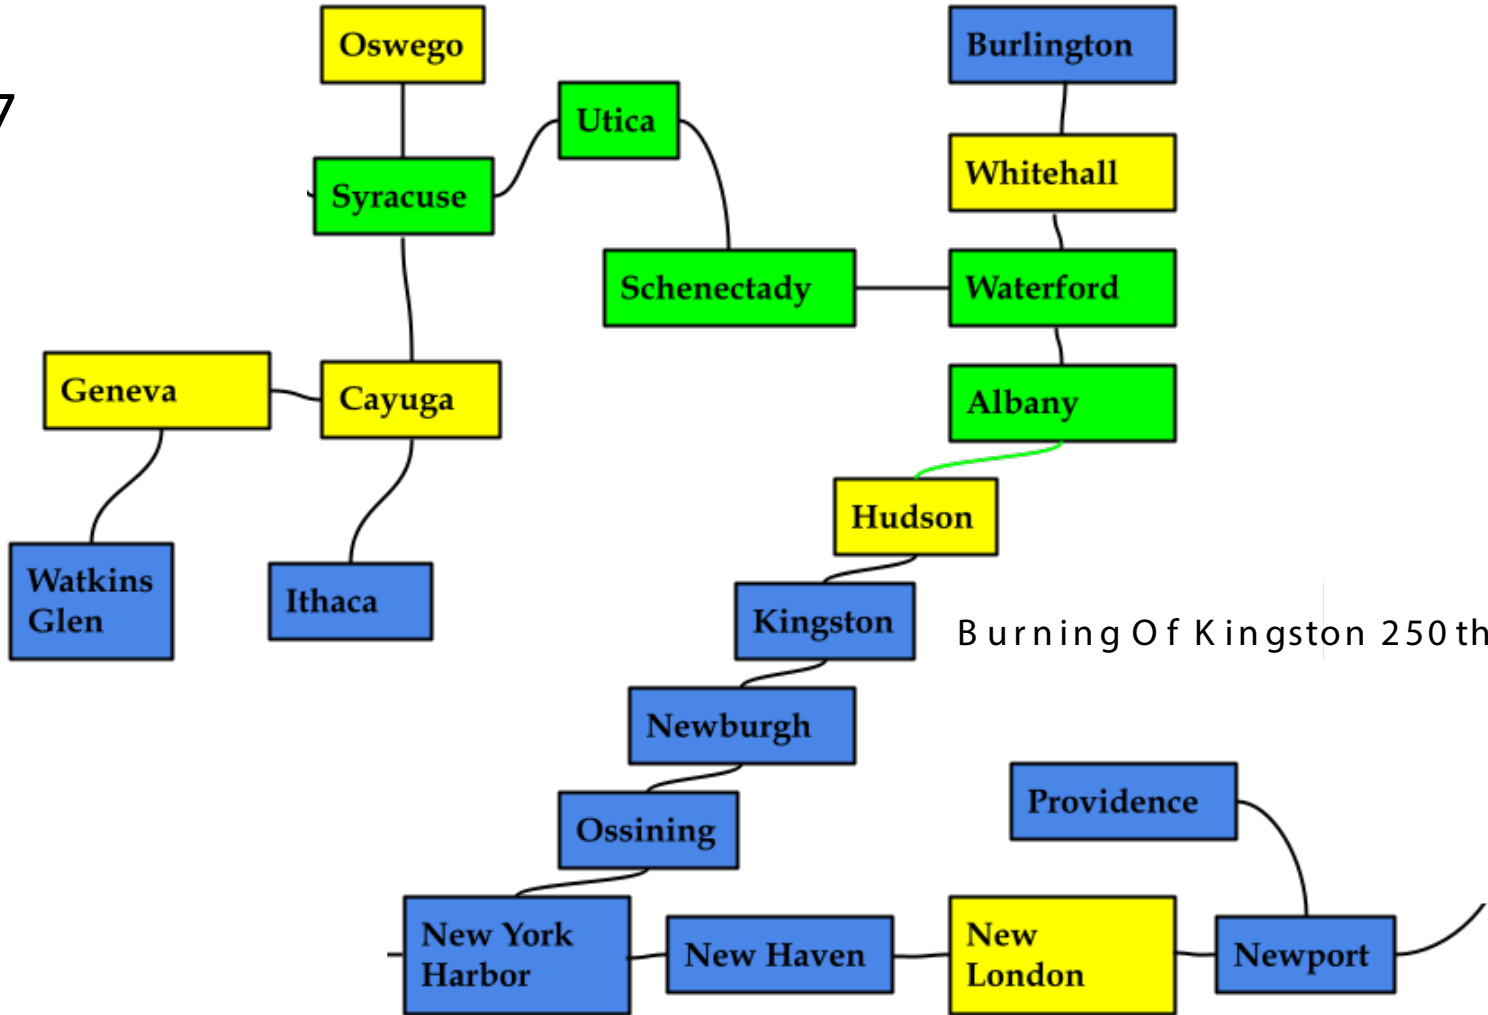 Oswego
Burlington
7
Utica
Whitehall
Syracuse
Schenectady
Waterford
Geneva
Cayuga
Albany
Hudson
Watkins
Glen
Ithaca
Kingston
Burning Of Kingston 250th
Newburgh
Providence
Ossining
New York
Harbor
New Haven
New
London
Newport